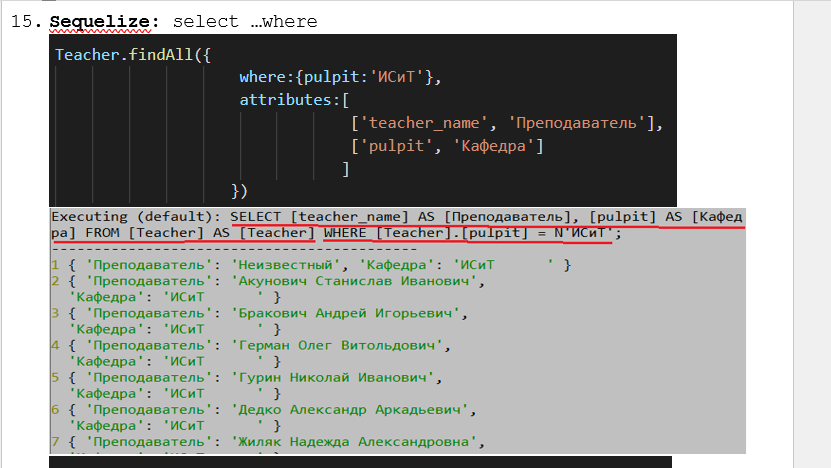 15. Sequelize: select …where
Teacher.findAll({
where:{pulpit:'ИСиТ'},
attributes:[
['teacher_name', 'Преподаватель'],
['pulpit', 'Кафедра']
]
})
Executing (default): SELECT [teacher_name] AS [Преподаватель], [pulpit] AS [Кафед
ра] FROM [Teacher] AS [Teacher] WHERE [Teacher].[pulpit] = N'ИСиТ';
---------------------------------------------
1 { 'Преподаватель': 'Неизвестный', 'Кафедра': 'ИСиТ      ' }
2 { 'Преподаватель': 'Акунович Станислав Иванович',
'Кафедра': 'ИСиТ      ' }
3 { 'Преподаватель': 'Бракович Андрей Игорьевич',
'Кафедра': 'ИСиТ      ' }
4 { 'Преподаватель': 'Герман Олег Витольдович',
'Кафедра': 'ИСиТ      ' }
5 { 'Преподаватель': 'Гурин Николай Иванович',
'Кафедра': 'ИСиТ      ' }
6 { 'Преподаватель': 'Дедко Александр Аркадьевич',
'Кафедра': 'ИСиТ      ' }
7 { 'Преподаватель': 'Жиляк Надежда Александровна',